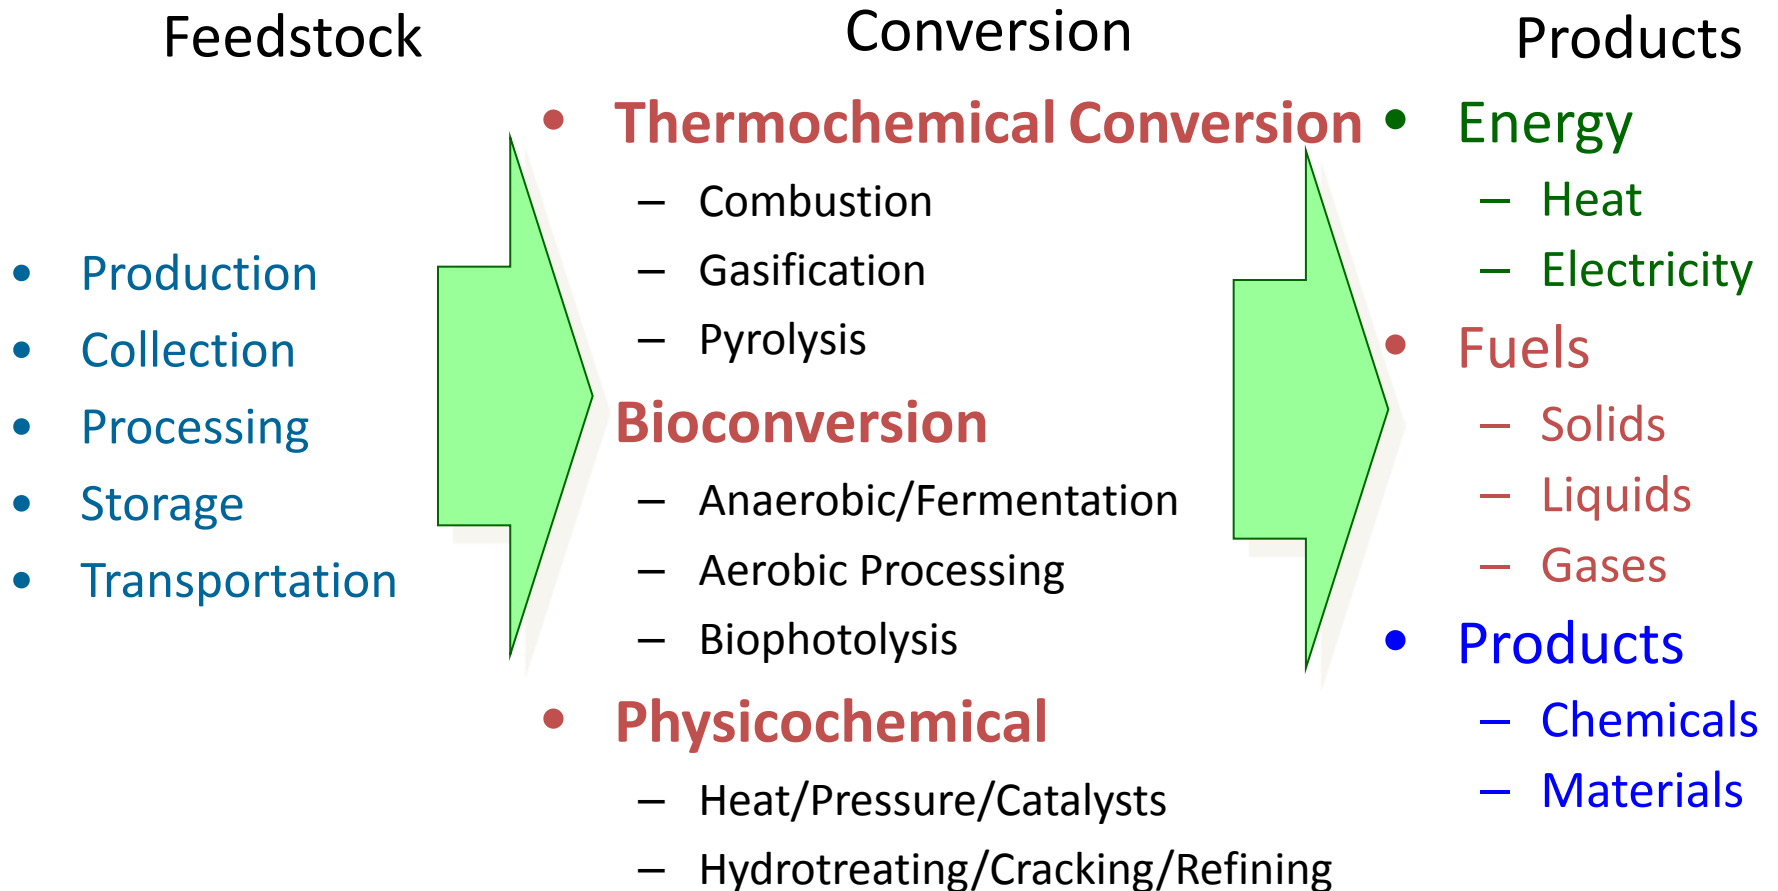 Feedstock
• Production
• Collection
• Processing
• Storage
• Transportation
Conversion
• Thermochemical Conversion
– Combustion
– Gasification
– Pyrolysis
Bioconversion
– Anaerobic/Fermentation
– Aerobic Processing
– Biophotolysis
• Physicochemical
– Heat/Pressure/Catalysts
– Hydrotreating/Cracking/Refining
Products
• Energy
– Heat
– Electricity
• Fuels
– Solids
– Liquids
– Gases
• Products
– Chemicals
– Materials